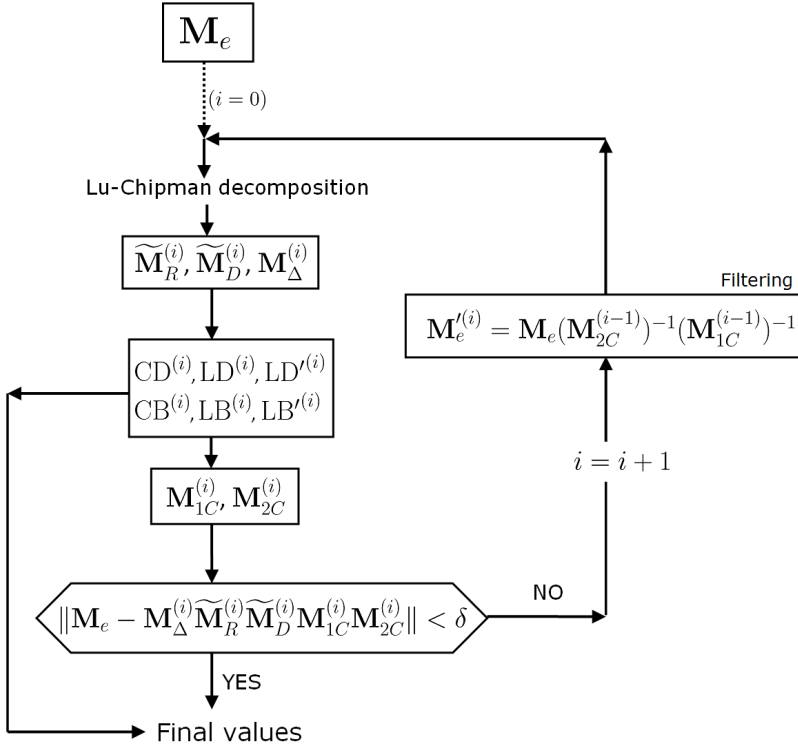 𝐌ₑ
(i = 0)
Lu-Chipman decomposition
M̃_R^(i), M̃_D^(i), M_Δ^(i)
Filtering
M_e′^(i) = M_e(M_2C^(i−1))^−1(M_1C^(i−1))^−1
CD^(i), LD^(i), LD′^(i)
CB^(i), LB^(i), LB′^(i)
i = i + 1
M_1C^(i), M_2C^(i)
‖M_e − M_Δ^(i) M̃_R^(i) M̃_D^(i) M_1C^(i) M_2C^(i)‖ < δ
NO
YES
Final values